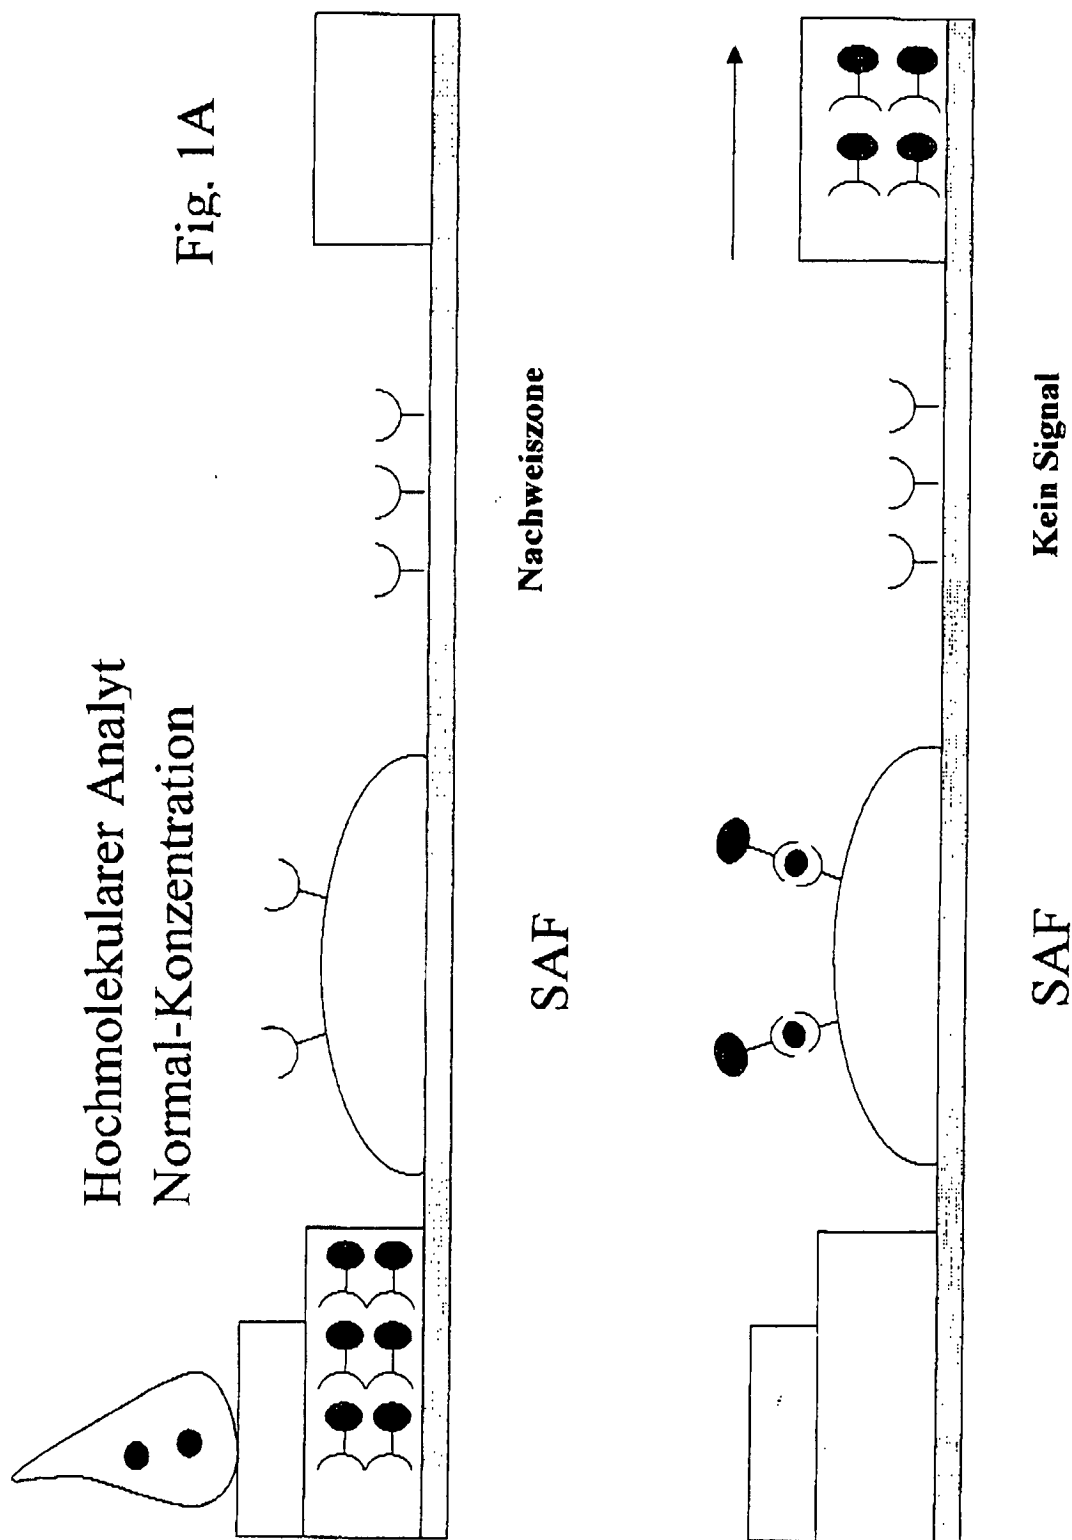 Fig. 1A
Hochmolekularer Analyt
Normal-Konzentration
SAF
Nachweiszone
SAF
Kein Signal